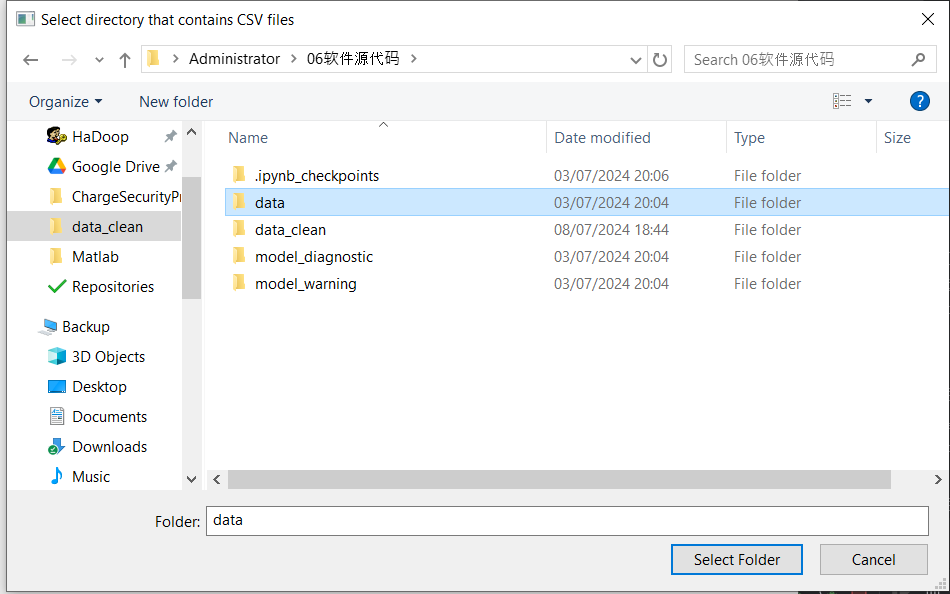 Select directory that contains CSV files
Administrator 06软件源代码
Search 06软件源代码
Organize New folder
?
HaDoop
Google Drive
ChargeSecurityPr
data_clean
Matlab
Repositories
Backup
3D Objects
Desktop
Documents
Downloads
Music
Name Date modified Type Size
.ipynb_checkpoints 03/07/2024 20:06 File folder
data 03/07/2024 20:04 File folder
data_clean 08/07/2024 18:44 File folder
model_diagnostic 03/07/2024 20:04 File folder
model_warning 03/07/2024 20:04 File folder
Folder: data
Select Folder Cancel